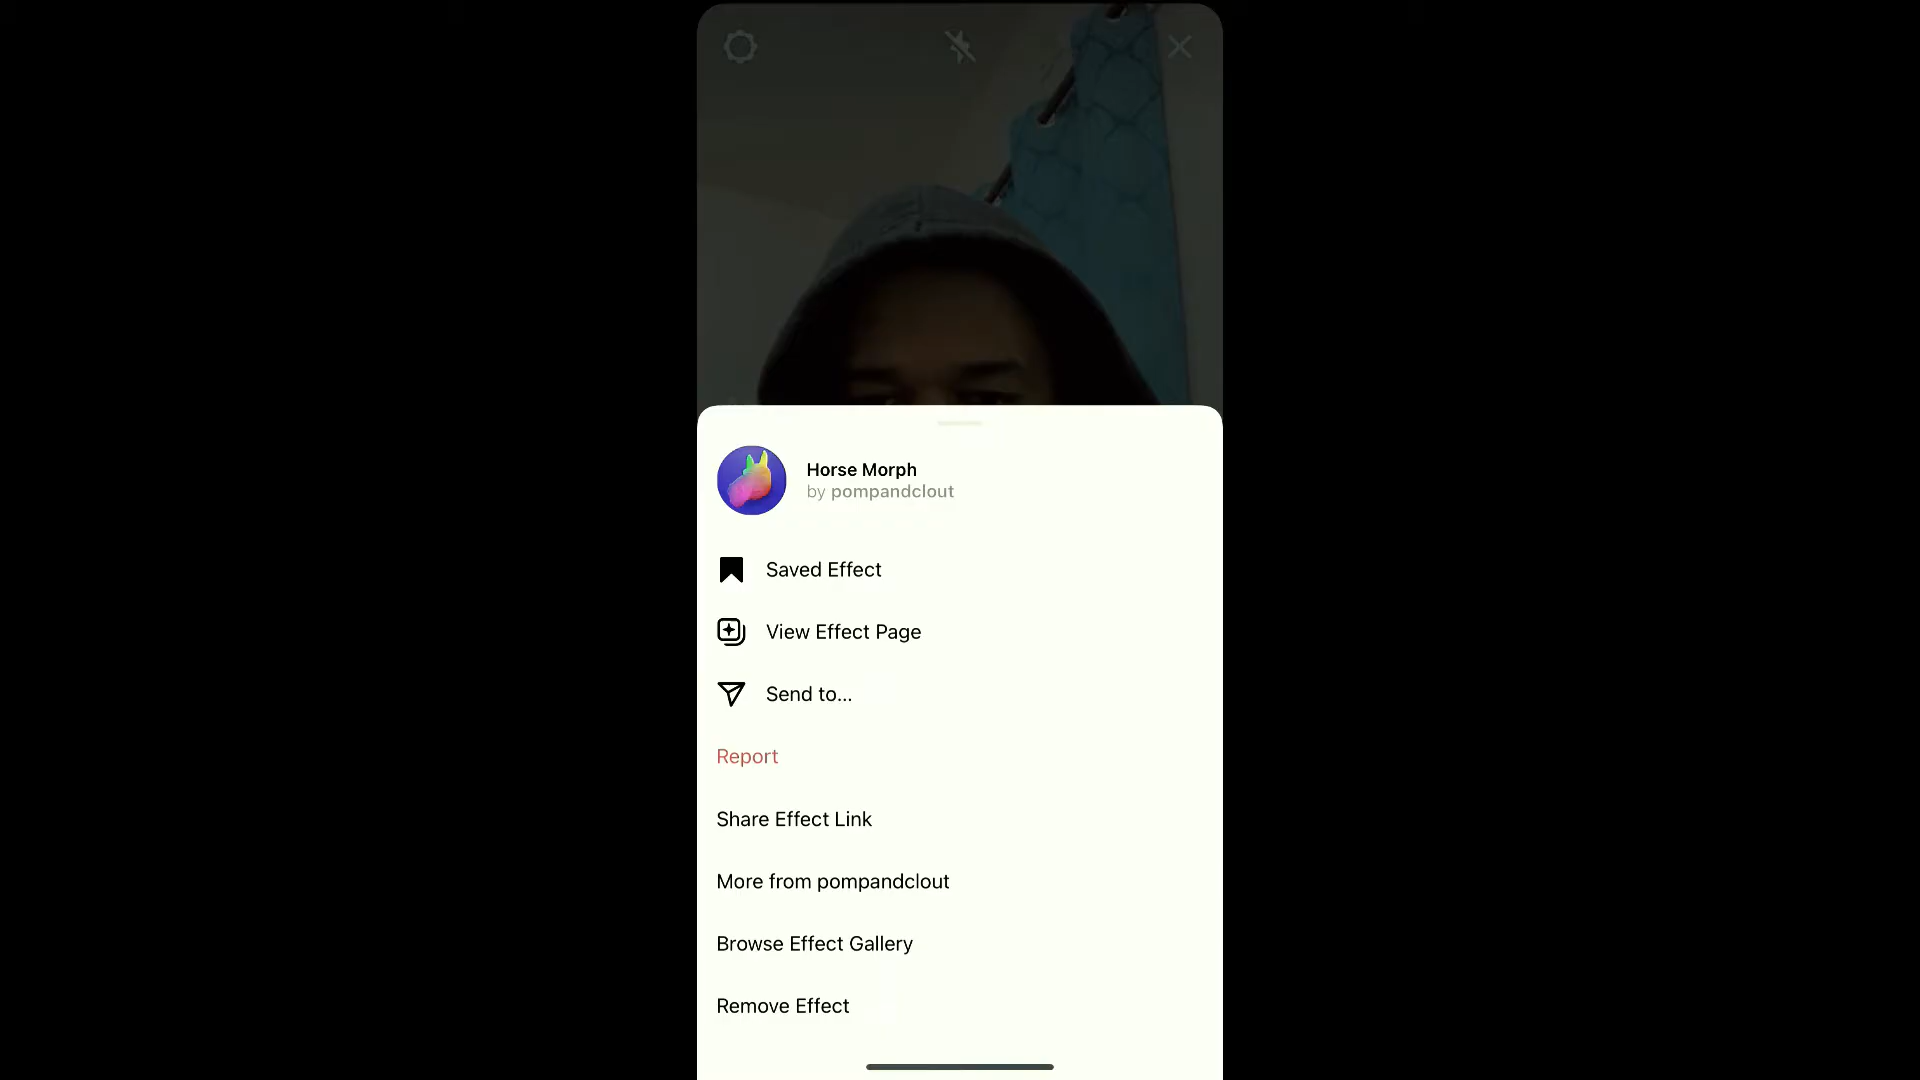 Horse Morph
by pompandclout
Saved Effect
View Effect Page
Send to...
Report
Share Effect Link
More from pompandclout
Browse Effect Gallery
Remove Effect